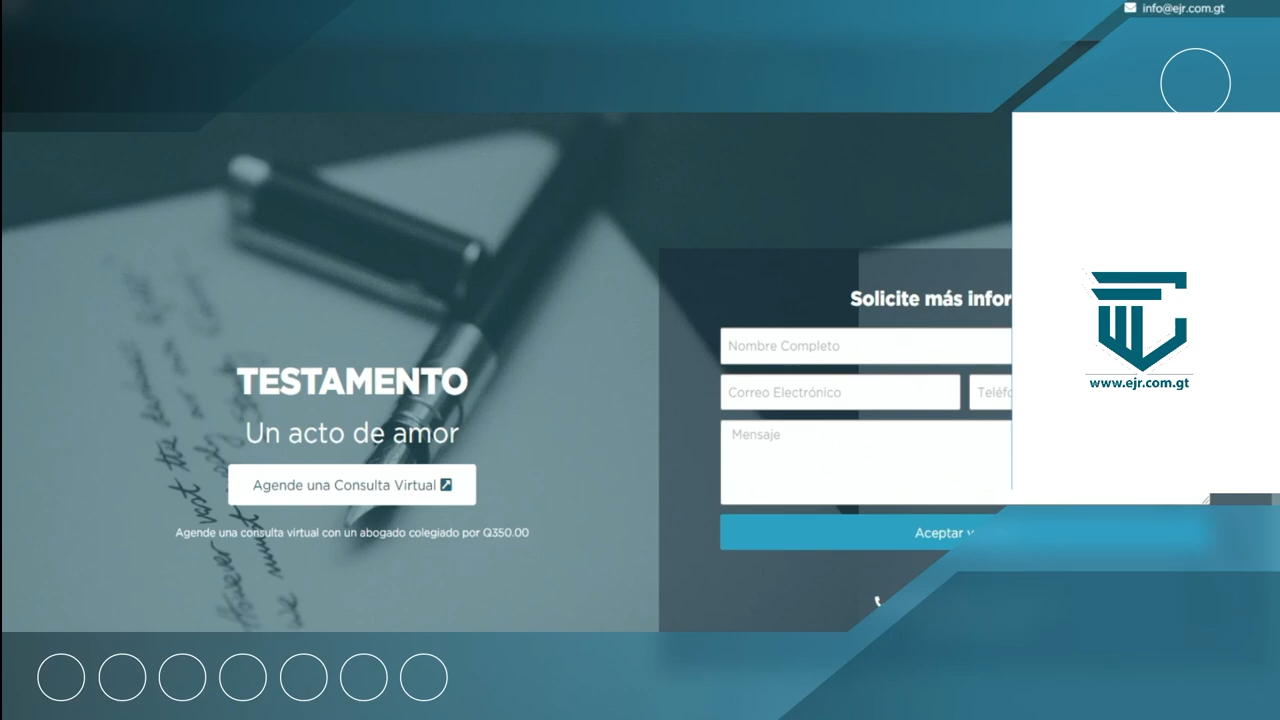 info@ejr.com.gt
Solicite más infor
Nombre Completo
Correo Electrónico
Teléfo
Mensaje
Aceptar y
TESTAMENTO
Un acto de amor
Agende una Consulta Virtual
Agende una consulta virtual con un abogado colegiado por Q350.00
www.ejr.com.gt